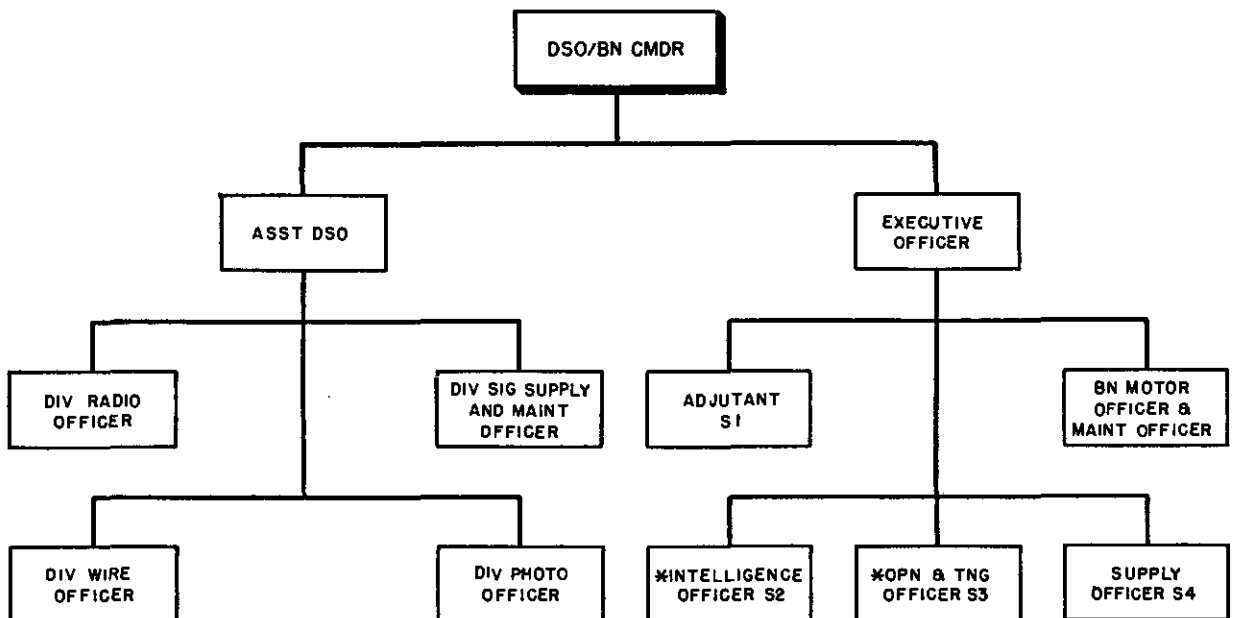 DSO/BN CMDR
ASST DSO
EXECUTIVE
OFFICER
DIV RADIO
OFFICER
DIV SIG SUPPLY
AND MAINT
OFFICER
ADJUTANT
S1
BN MOTOR
OFFICER &
MAINT OFFICER
DIV WIRE
OFFICER
DIV PHOTO
OFFICER
*INTELLIGENCE
OFFICER S2
*OPN & TNG
OFFICER S3
SUPPLY
OFFICER S4